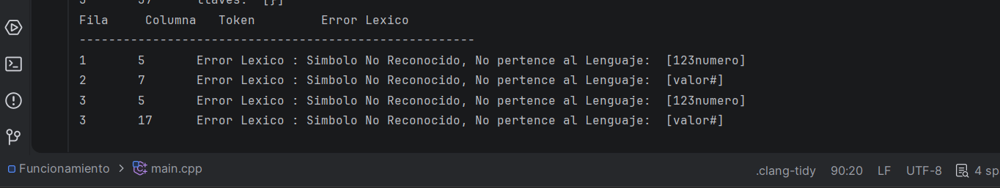 Fila Columna Token Error Lexico
------------------------------------------------------
1 5 Error Lexico : Simbolo No Reconocido, No pertence al Lenguaje: [123numero]
2 7 Error Lexico : Simbolo No Reconocido, No pertence al Lenguaje: [valor#]
3 5 Error Lexico : Simbolo No Reconocido, No pertence al Lenguaje: [123numero]
3 17 Error Lexico : Simbolo No Reconocido, No pertence al Lenguaje: [valor#]
Funcionamiento > main.cpp .clang-tidy 90:20 LF UTF-8 4 sp